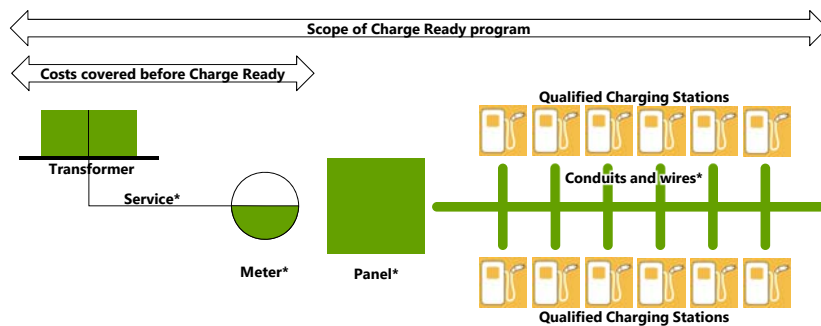 Scope of Charge Ready program
Costs covered before Charge Ready
Qualified Charging Stations
Transformer
Conduits and wires*
Service*
Meter*
Panel*
Qualified Charging Stations